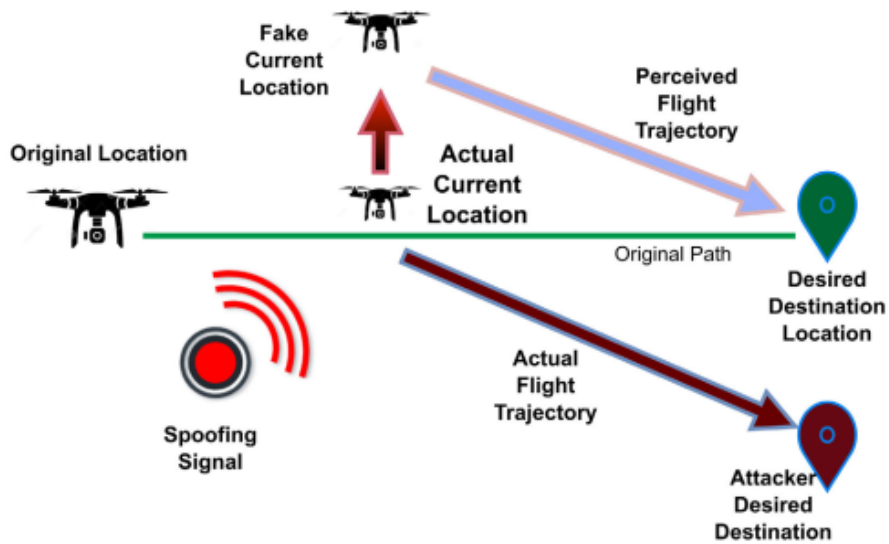 Fake
Current
Location
Perceived
Flight
Trajectory
Original Location
Actual
Current
Location
Original Path
Desired
Destination
Location
Actual
Flight
Trajectory
Spoofing
Signal
Attacker
Desired
Destination